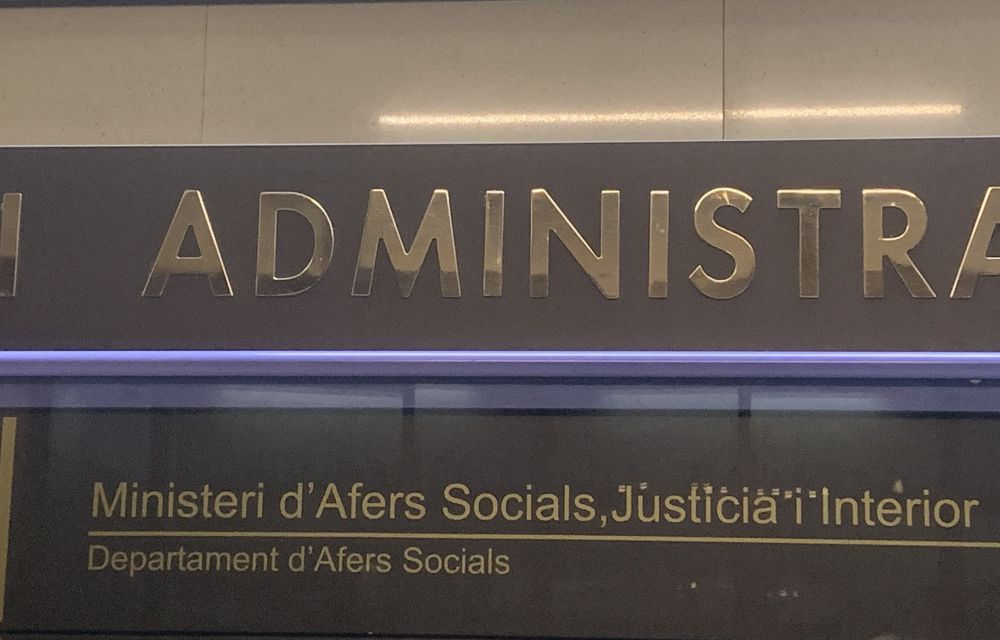 ADMINISTRA
Ministeri d'Afers Socials,Justícia i Interior
Departament d'Afers Socials